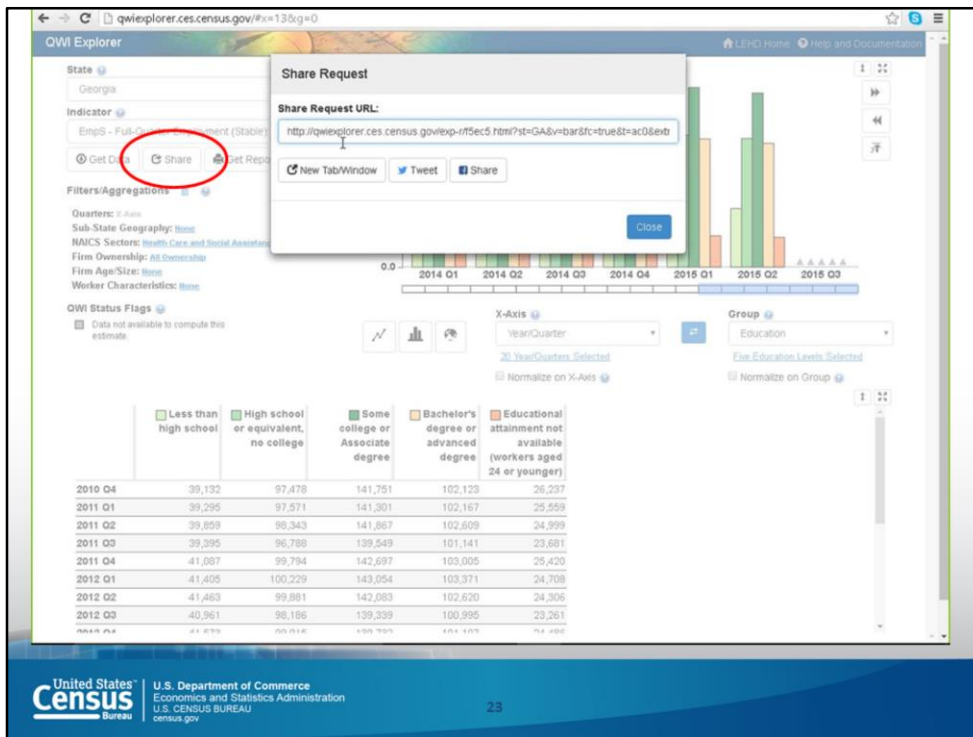 qwiexplorer.ces.census.gov/#x=13&g=0
QWI Explorer
LEHD Home
Help and Documentation
State
Georgia
Indicator
EmpS - Full-Quarter Employment (Stable)
Get Data
Share
Get Repo
Filters/Aggregations
Quarters: X-Axis
Sub-State Geography: None
NAICS Sectors: Health Care and Social Assistan
Firm Ownership: All Ownership
Firm Age/Size: None
Worker Characteristics: None
QWI Status Flags
Data not available to compute this
estimate.
Share Request
Share Request URL:
http://qwiexplorer.ces.census.gov/exp-r/f5ec5.html?st=GA&v=bar&fc=true&t=ac0&extr
New Tab/Window
Tweet
Share
Close
0.0
2014 Q1 2014 Q2 2014 Q3 2014 Q4 2015 Q1 2015 Q2 2015 Q3
X-Axis
Year/Quarter
20 Year/Quarters Selected
Normalize on X-Axis
Group
Education
Five Education Levels Selected
Normalize on Group
Less than high school
High school or equivalent, no college
Some college or Associate degree
Bachelor's degree or advanced degree
Educational attainment not available (workers aged 24 or younger)
2010 Q4 39,132 97,478 141,751 102,123 26,237
2011 Q1 39,295 97,571 141,301 102,167 25,559
2011 Q2 39,859 98,343 141,867 102,609 24,999
2011 Q3 39,395 96,788 139,549 101,141 23,681
2011 Q4 41,087 99,794 142,697 103,005 25,420
2012 Q1 41,405 100,229 143,054 103,371 24,708
2012 Q2 41,463 99,881 142,083 102,620 24,306
2012 Q3 40,961 98,186 139,339 100,995 23,261
United States™
Census
Bureau
U.S. Department of Commerce
Economics and Statistics Administration
U.S. CENSUS BUREAU
census.gov
23